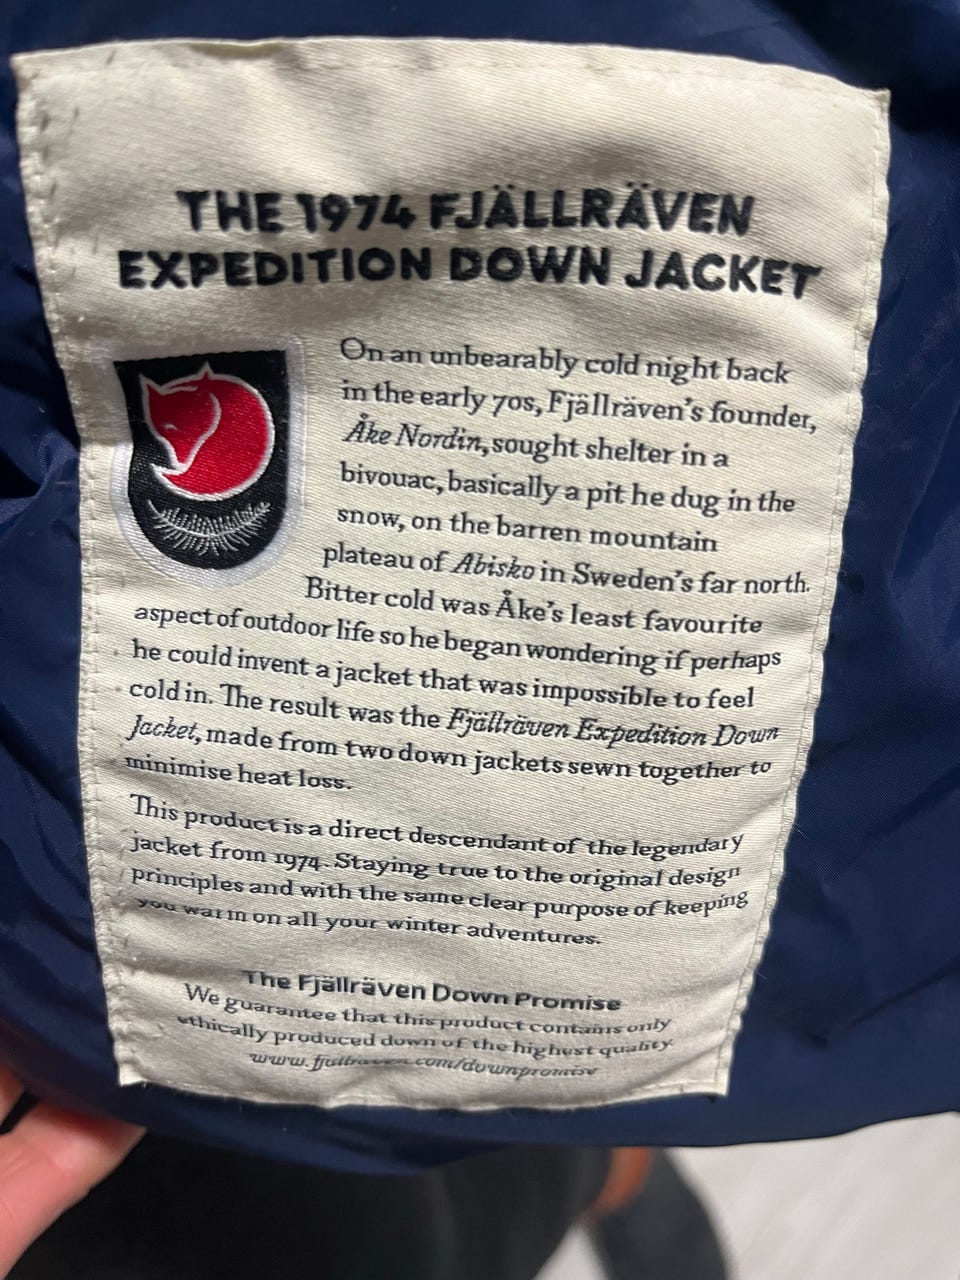 THE 1974 FJÄLLRÄVEN
EXPEDITION DOWN JACKET
On an unbearably cold night back
in the early 70s, Fjällräven's founder,
Åke Nordin, sought shelter in a
bivouac, basically a pit he dug in the
snow, on the barren mountain
plateau of Abisko in Sweden's far north.
Bitter cold was Åke's least favourite
aspect of outdoor life so he began wondering if perhaps
he could invent a jacket that was impossible to feel
cold in. The result was the Fjällräven Expedition Down
Jacket, made from two down jackets sewn together to
minimise heat loss.
This product is a direct descendant of the legendary
jacket from 1974. Staying true to the original design
principles and with the same clear purpose of keeping
you warm on all your winter adventures.
The Fjällräven Down Promise
We guarantee that this product contains only
ethically produced down of the highest quality.
www.fjallraven.com/downpromise